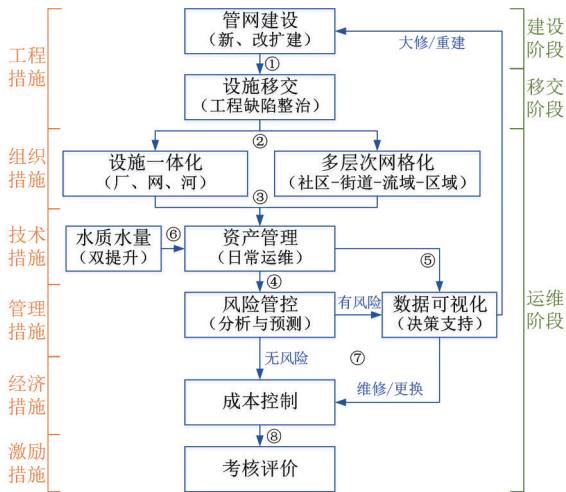 工程
措施
管网建设
（新、改扩建）
大修/重建
建设
阶段
①
设施移交
（工程缺陷整治）
移交
阶段
②
组织
措施
设施一体化
（厂、网、河）
多层次网格化
（社区-街道-流域-区域）
③
技术
措施
水质水量
（双提升）
⑥
资产管理
（日常运维）
⑤
④
管理
措施
风险管控
（分析与预测）
有风险
数据可视化
（决策支持）
运维
阶段
无风险
⑦
经济
措施
成本控制
维修/更换
⑧
激励
措施
考核评价